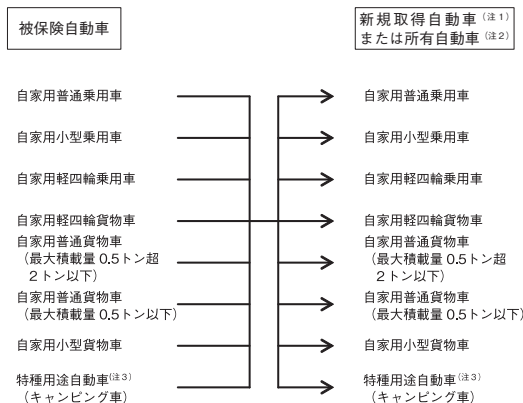 被保険自動車
新規取得自動車（注1）
または所有自動車（注2）
自家用普通乗用車
自家用小型乗用車
自家用軽四輪乗用車
自家用軽四輪貨物車
自家用普通貨物車
（最大積載量0.5トン超
2トン以下）
自家用普通貨物車
（最大積載量0.5トン以下）
自家用小型貨物車
特種用途自動車（注3）
（キャンピング車）
自家用普通乗用車
自家用小型乗用車
自家用軽四輪乗用車
自家用軽四輪貨物車
自家用普通貨物車
（最大積載量0.5トン超
2トン以下）
自家用普通貨物車
（最大積載量0.5トン以下）
自家用小型貨物車
特種用途自動車（注3）
（キャンピング車）